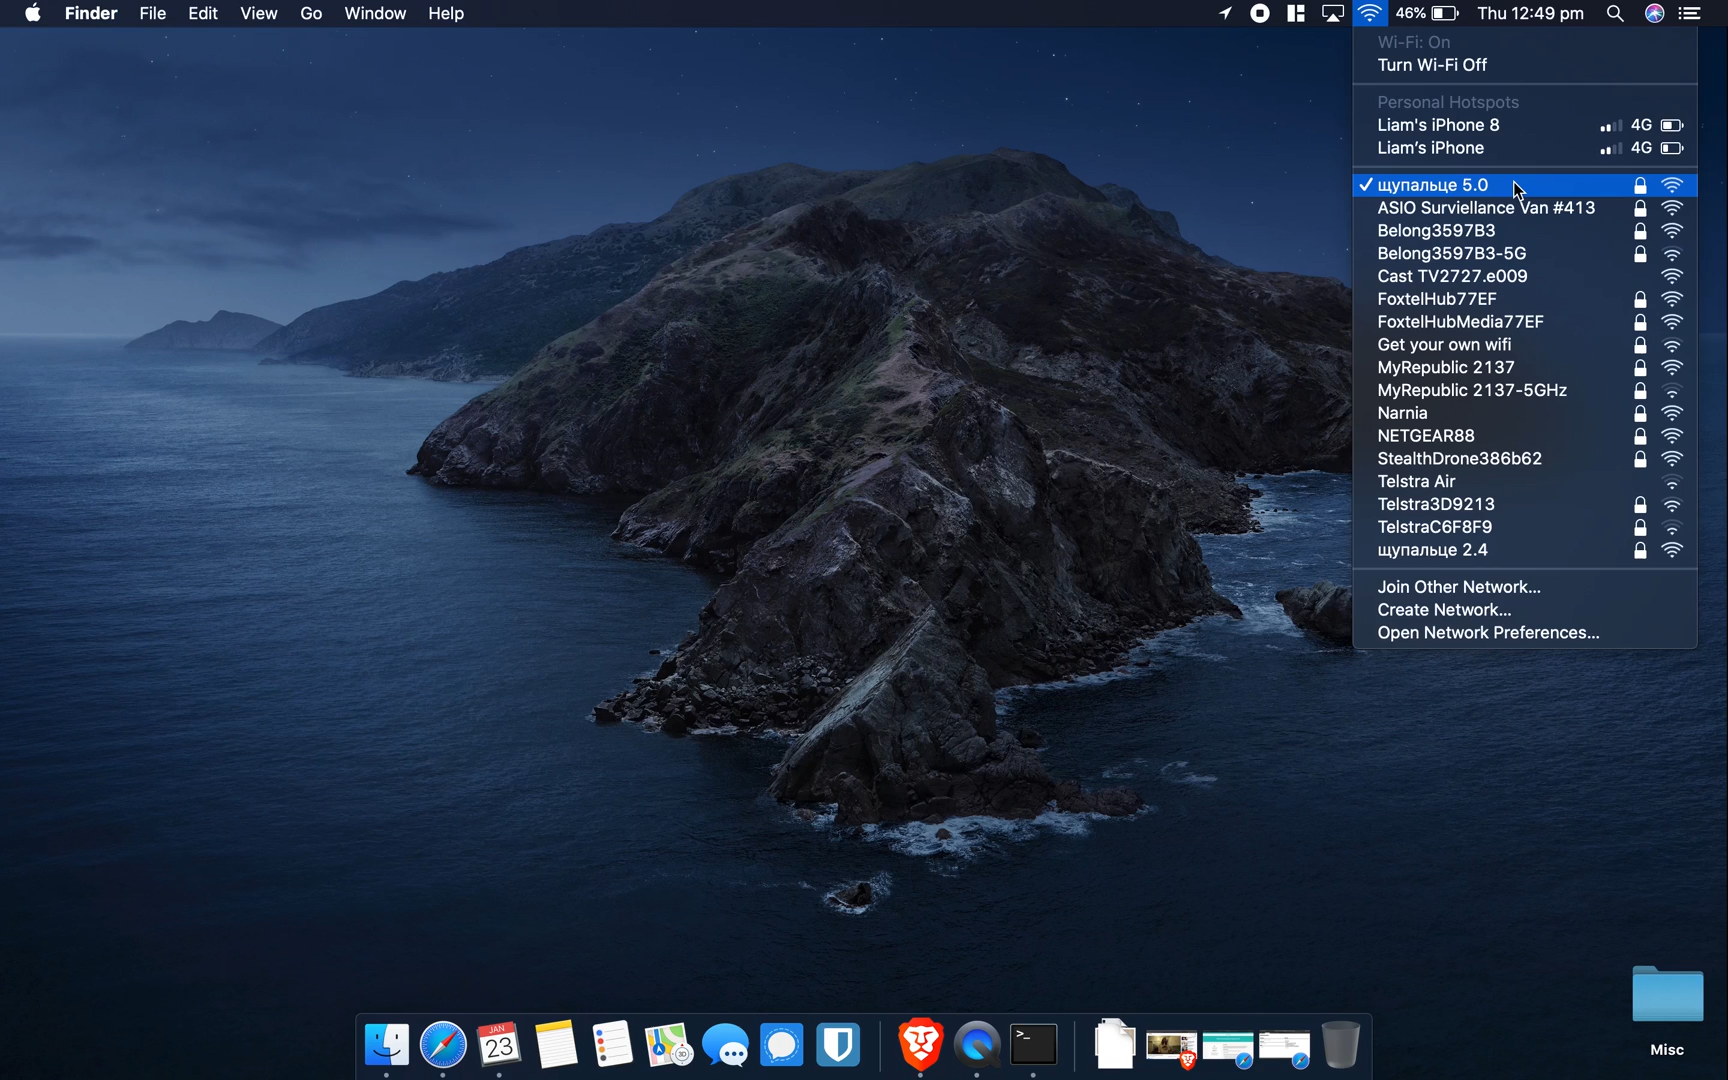 Finder File Edit View Go Window Help 46% Thu 12:49 pm
Wi-Fi: On
Turn Wi-Fi Off
Personal Hotspots
Liam's iPhone 8 4G
Liam’s iPhone 4G
щупальце 5.0
ASIO Surviellance Van #413
Belong3597B3
Belong3597B3-5G
Cast TV2727.e009
FoxtelHub77EF
FoxtelHubMedia77EF
Get your own wifi
MyRepublic 2137
MyRepublic 2137-5GHz
Narnia
NETGEAR88
StealthDrone386b62
Telstra Air
Telstra3D9213
TelstraC6F8F9
щупальце 2.4
Join Other Network...
Create Network...
Open Network Preferences...
JAN
23
3D
>_
Misc